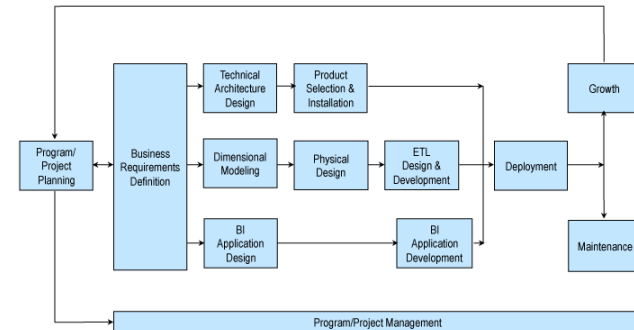 Technical
Architecture
Design
Product
Selection &
Installation
Growth
Program/
Project
Planning
Business
Requirements
Definition
Dimensional
Modeling
Physical
Design
ETL
Design &
Development
Deployment
BI
Application
Design
BI
Application
Development
Maintenance
Program/Project Management